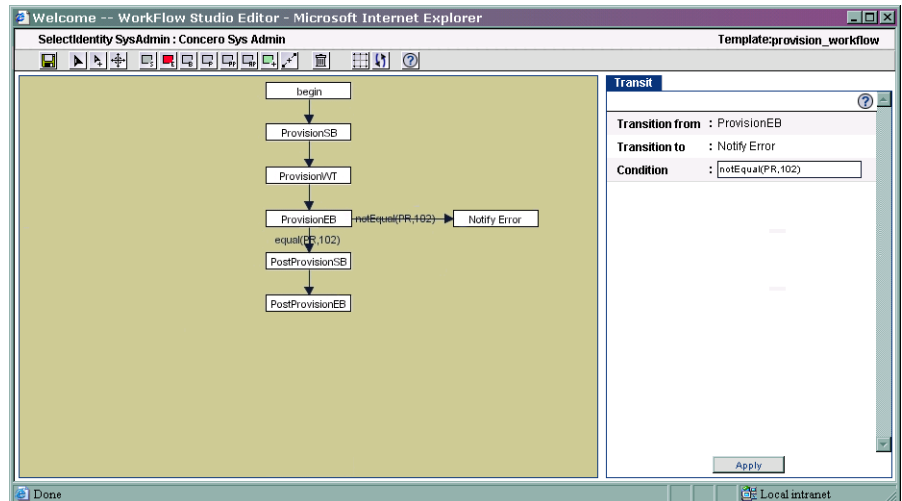 Welcome -- WorkFlow Studio Editor - Microsoft Internet Explorer
SelectIdentity SysAdmin : Concero Sys Admin
Template:provision_workflow
begin
ProvisionSB
ProvisionWT
ProvisionEB
notEqual(PR,102)
Notify Error
equal(PR,102)
PostProvisionSB
PostProvisionEB
Transit
Transition from : ProvisionEB
Transition to : Notify Error
Condition : notEqual(PR,102)
Apply
Done
Local intranet